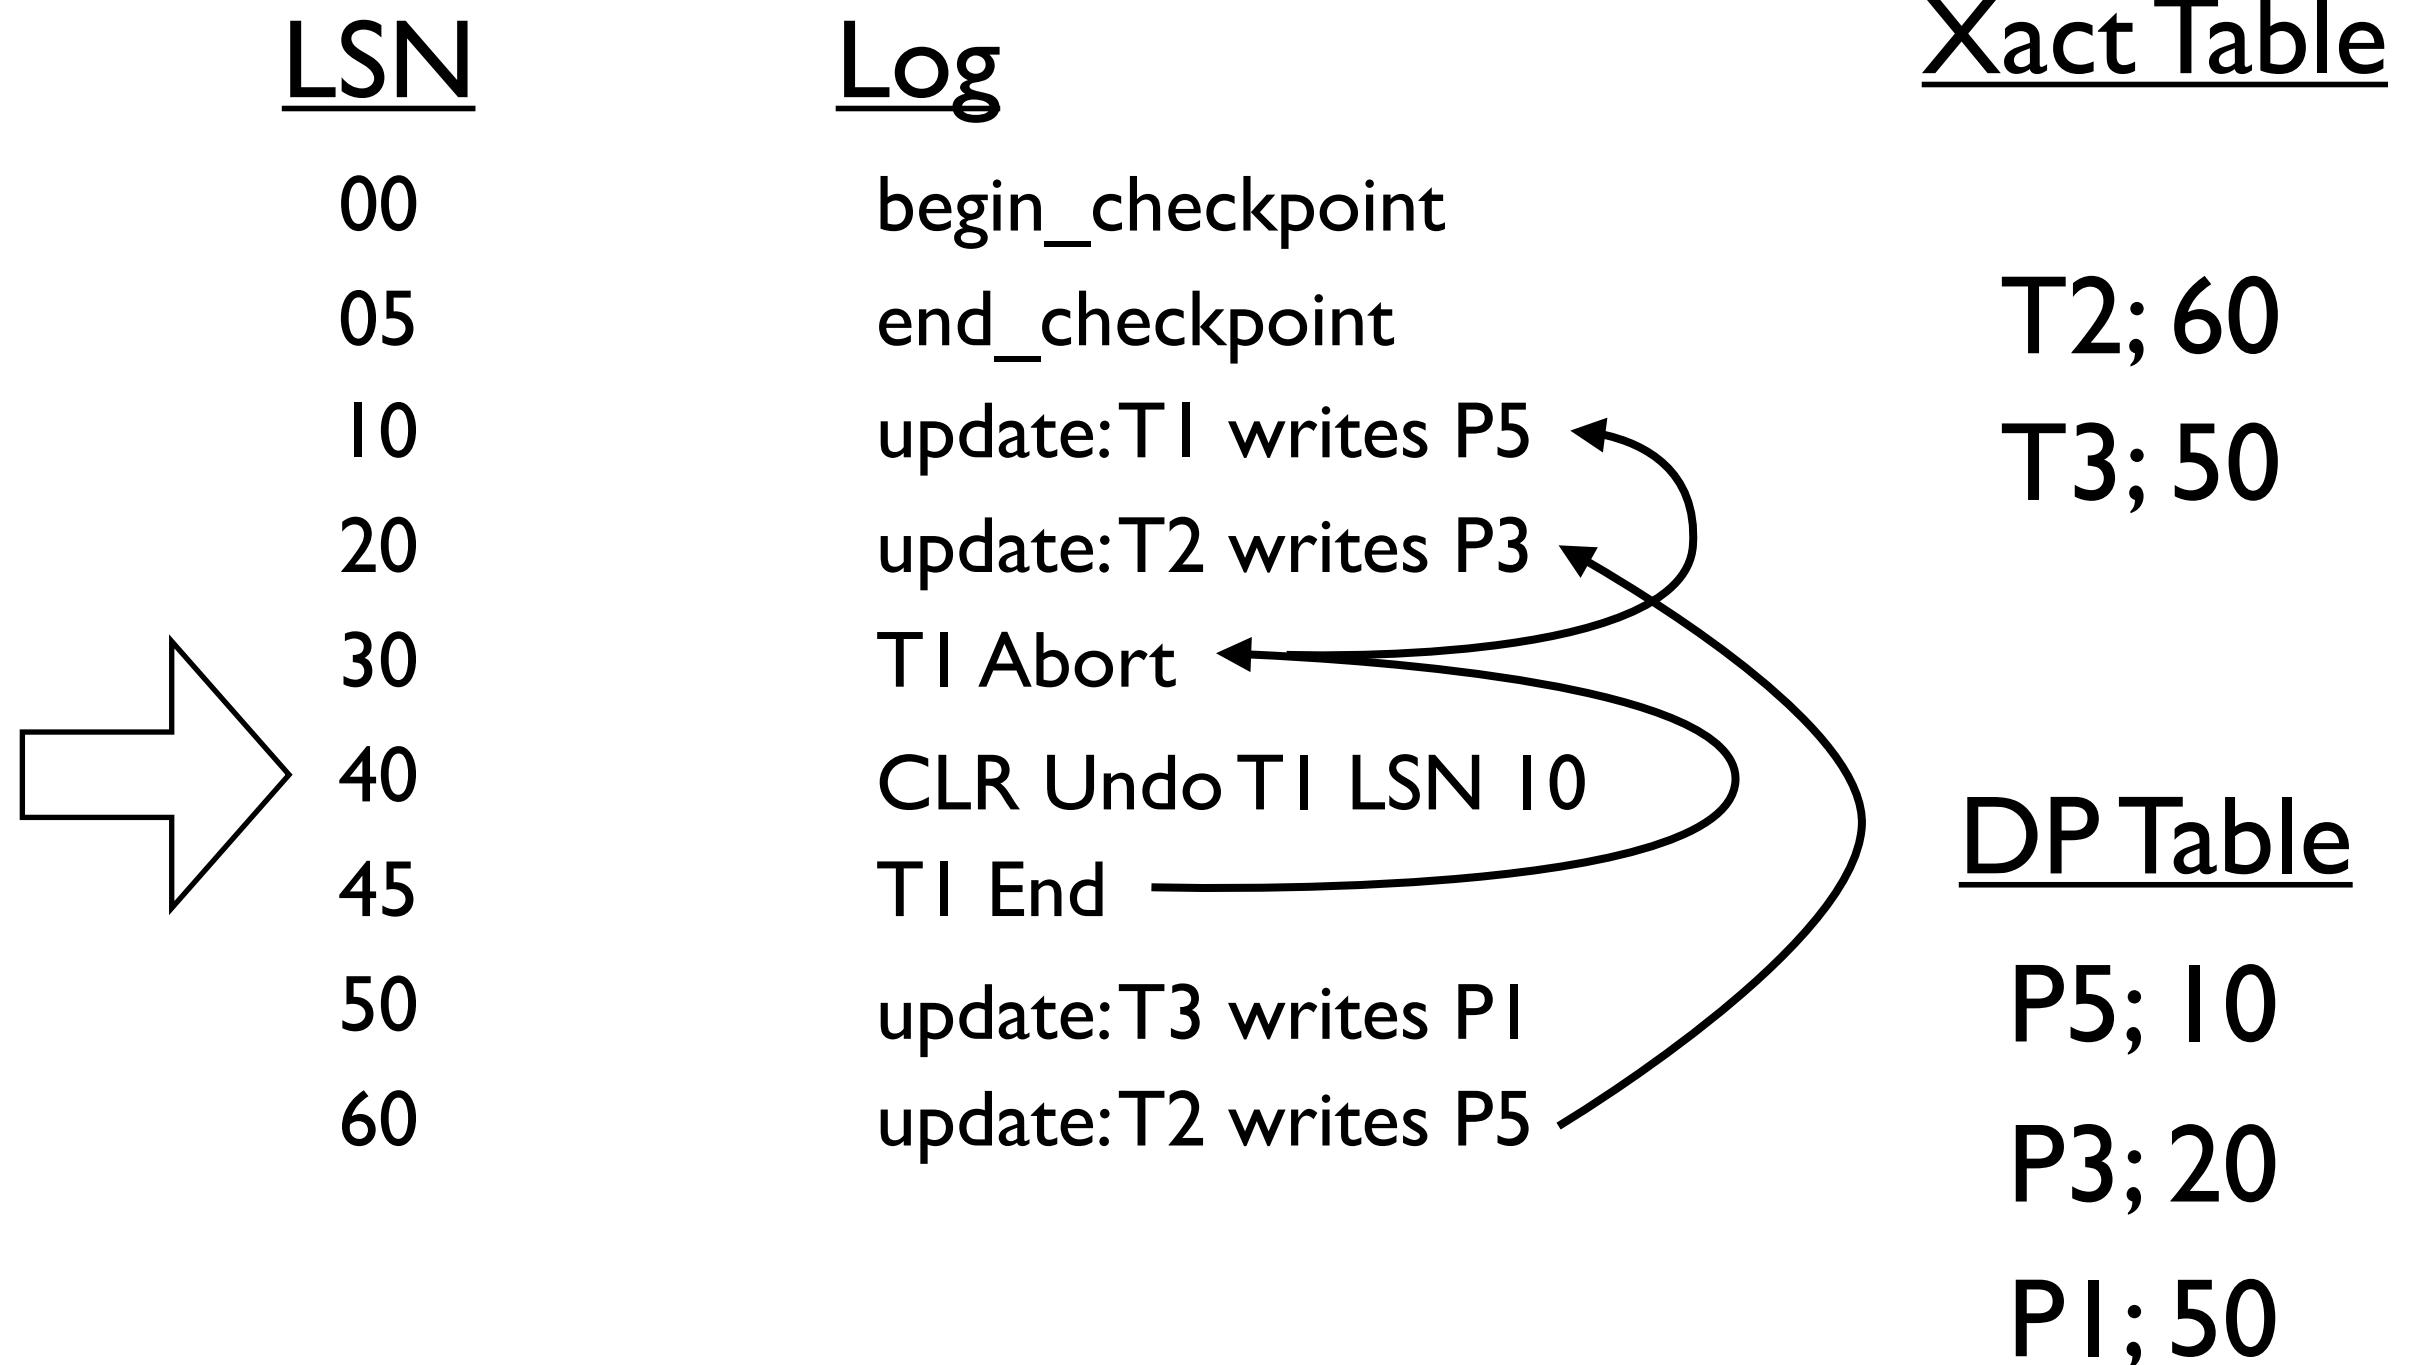 LSN Log Xact Table
00 begin_checkpoint
05 end_checkpoint T2; 60
10 update: T1 writes P5 T3; 50
20 update: T2 writes P3
30 T1 Abort
40 CLR Undo T1 LSN 10 DP Table
45 T1 End
50 update: T3 writes P1 P5; 10
60 update: T2 writes P5 P3; 20
P1; 50